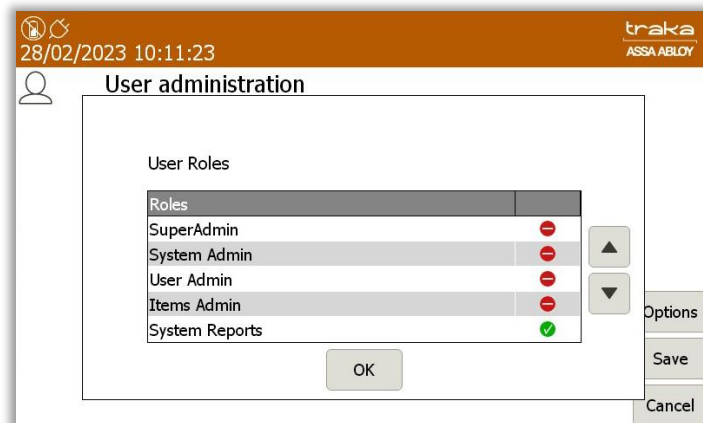 traka
28/02/2023 10:11:23
ASSA ABLOY
User administration
User Roles
Roles
SuperAdmin
System Admin
User Admin
Items Admin
System Reports
OK
Options
Save
Cancel